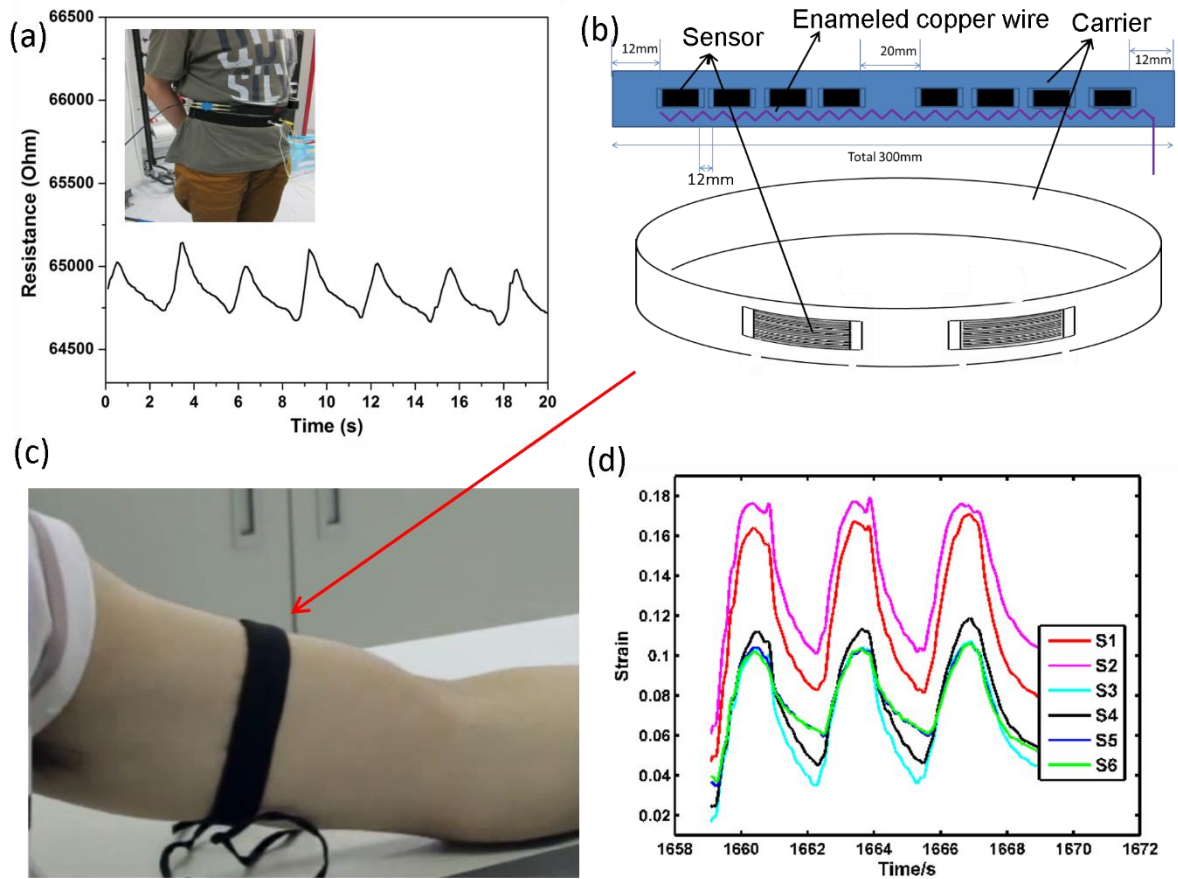 (a)
66500
66000
65500
65000
64500
Resistance (Ohm)
0 2 4 6 8 10 12 14 16 18 20
Time (s)
(b)
Sensor
Enameled copper wire
Carrier
12mm
20mm
12mm
Total 300mm
12mm
(c)
(d)
0.18
0.16
0.14
0.12
0.1
0.08
0.06
0.04
0.02
Strain
S1
S2
S3
S4
S5
S6
1658 1660 1662 1664 1666 1668 1670 1672
Time/s